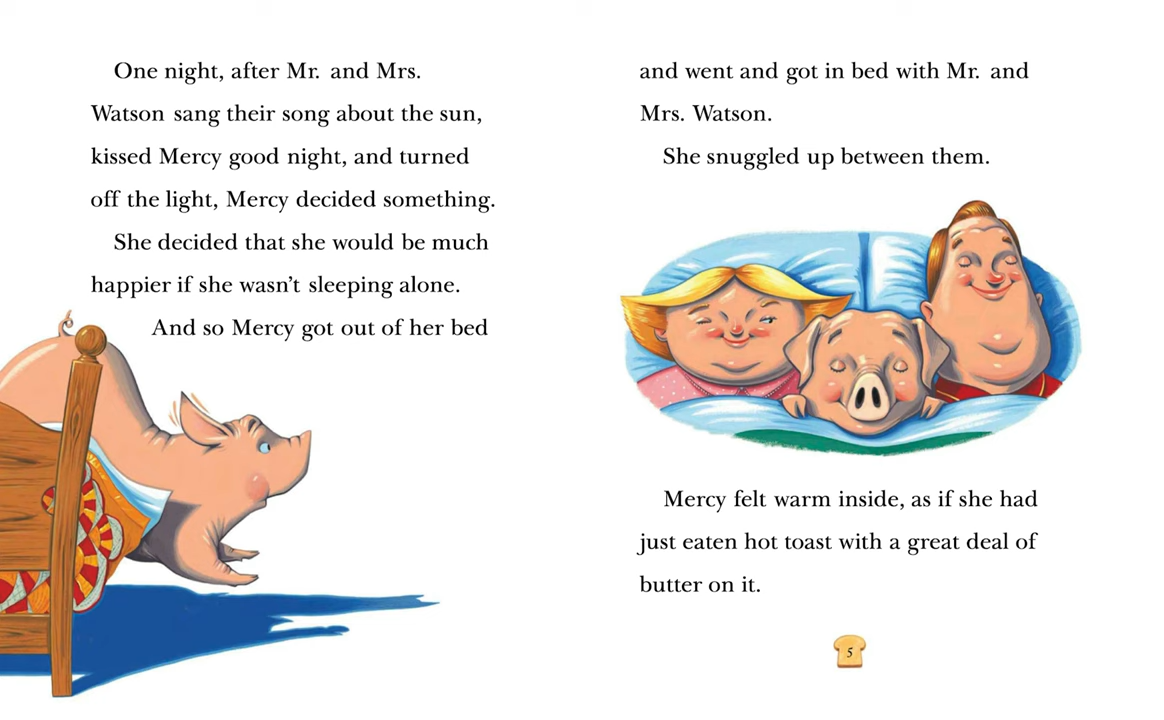 One night, after Mr. and Mrs.
Watson sang their song about the sun,
kissed Mercy good night, and turned
off the light, Mercy decided something.
She decided that she would be much
happier if she wasn’t sleeping alone.
And so Mercy got out of her bed
and went and got in bed with Mr. and
Mrs. Watson.
She snuggled up between them.
Mercy felt warm inside, as if she had
just eaten hot toast with a great deal of
butter on it.
5